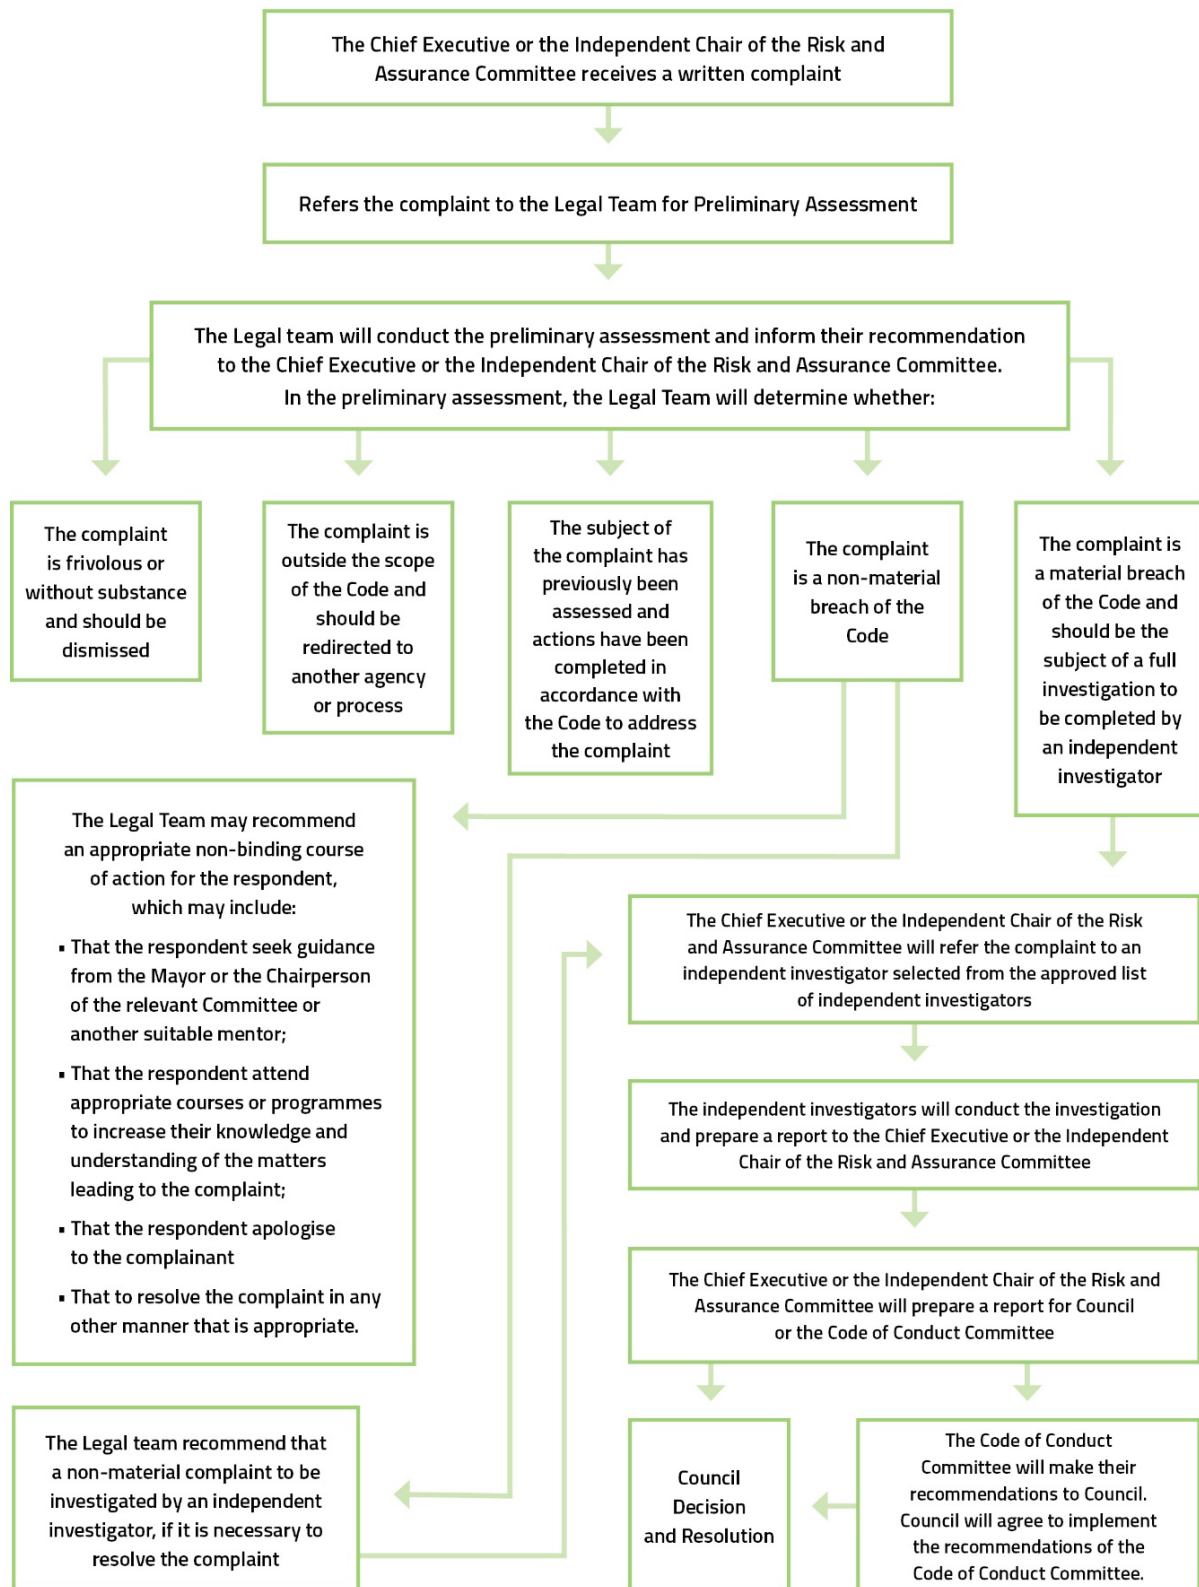 The Chief Executive or the Independent Chair of the Risk and
Assurance Committee receives a written complaint
Refers the complaint to the Legal Team for Preliminary Assessment
The Legal team will conduct the preliminary assessment and inform their recommendation
to the Chief Executive or the Independent Chair of the Risk and Assurance Committee.
In the preliminary assessment, the Legal Team will determine whether:
The complaint
is frivolous or
without substance
and should be
dismissed
The complaint is
outside the scope
of the Code and
should be
redirected to
another agency
or process
The subject of
the complaint has
previously been
assessed and
actions have been
completed in
accordance with
the Code to address
the complaint
The complaint
is a non-material
breach of the
Code
The complaint is
a material breach
of the Code and
should be the
subject of a full
investigation to
be completed by
an independent
investigator
The Legal Team may recommend
an appropriate non-binding course
of action for the respondent,
which may include:
▪ That the respondent seek guidance
from the Mayor or the Chairperson
of the relevant Committee or
another suitable mentor;
▪ That the respondent attend
appropriate courses or programmes
to increase their knowledge and
understanding of the matters
leading to the complaint;
▪ That the respondent apologise
to the complainant
▪ That to resolve the complaint in any
other manner that is appropriate.
The Legal team recommend that
a non-material complaint to be
investigated by an independent
investigator, if it is necessary to
resolve the complaint
The Chief Executive or the Independent Chair of the Risk
and Assurance Committee will refer the complaint to an
independent investigator selected from the approved list
of independent investigators
The independent investigators will conduct the investigation
and prepare a report to the Chief Executive or the Independent
Chair of the Risk and Assurance Committee
The Chief Executive or the Independent Chair of the Risk and
Assurance Committee will prepare a report for Council
or the Code of Conduct Committee
Council
Decision
and Resolution
The Code of Conduct
Committee will make their
recommendations to Council.
Council will agree to implement
the recommendations of the
Code of Conduct Committee.